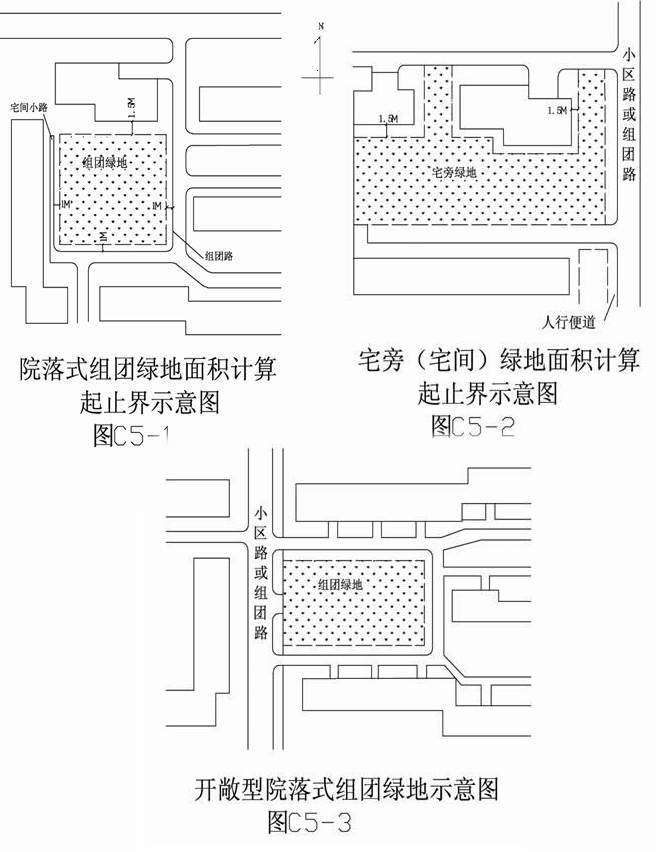 N
宅间小路
1.5M
组团绿地
1M
1M
1M
组团路
院落式组团绿地面积计算
起止界示意图
图C5-1
小区路或组团路
1.5M
1.5M
宅旁绿地
人行便道
宅旁（宅间）绿地面积计算
起止界示意图
图C5-2
小区路或组团路
组团绿地
开敞型院落式组团绿地示意图
图C5-3